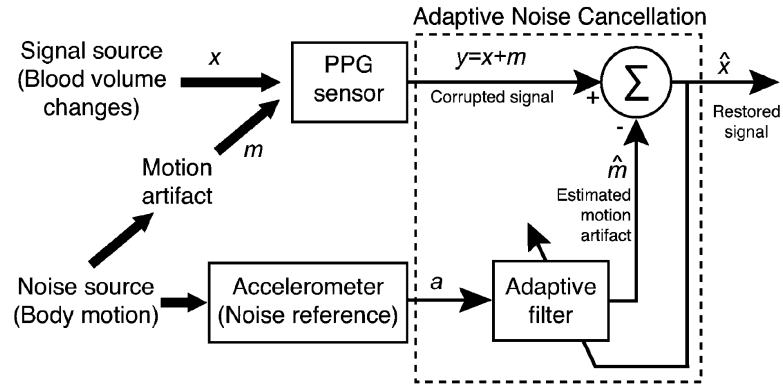 Adaptive Noise Cancellation
Signal source
(Blood volume
changes)
x
PPG
sensor
y=x+m
Corrupted signal
+
Σ
-
x̂
Restored
signal
Motion
artifact
m
m̂
Estimated
motion
artifact
Noise source
(Body motion)
Accelerometer
(Noise reference)
a
Adaptive
filter